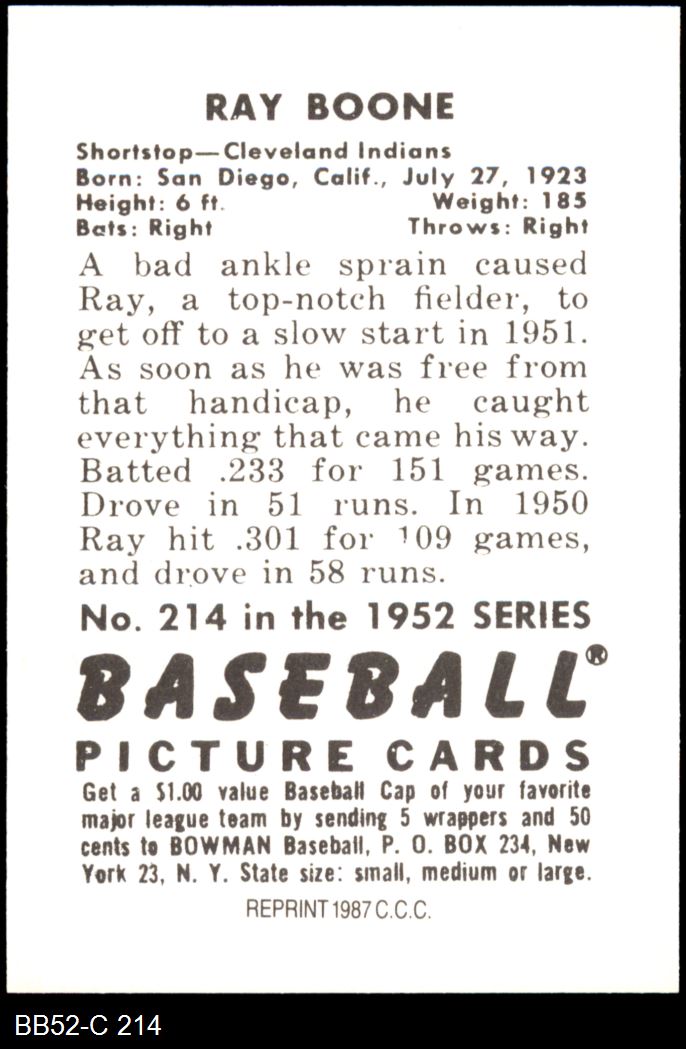 RAY BOONE
Shortstop—Cleveland Indians
Born: San Diego, Calif., July 27, 1923
Height: 6 ft. Weight: 185
Bats: Right Throws: Right
A bad ankle sprain caused
Ray, a top-notch fielder, to
get off to a slow start in 1951.
As soon as he was free from
that handicap, he caught
everything that came his way.
Batted .233 for 151 games.
Drove in 51 runs. In 1950
Ray hit .301 for 109 games,
and drove in 58 runs.
No. 214 in the 1952 SERIES
BASEBALL®
PICTURE CARDS
Get a $1.00 value Baseball Cap of your favorite
major league team by sending 5 wrappers and 50
cents to BOWMAN Baseball, P. O. BOX 234, New
York 23, N. Y. State size: small, medium or large.
REPRINT 1987 C.C.C.
BB52-C 214